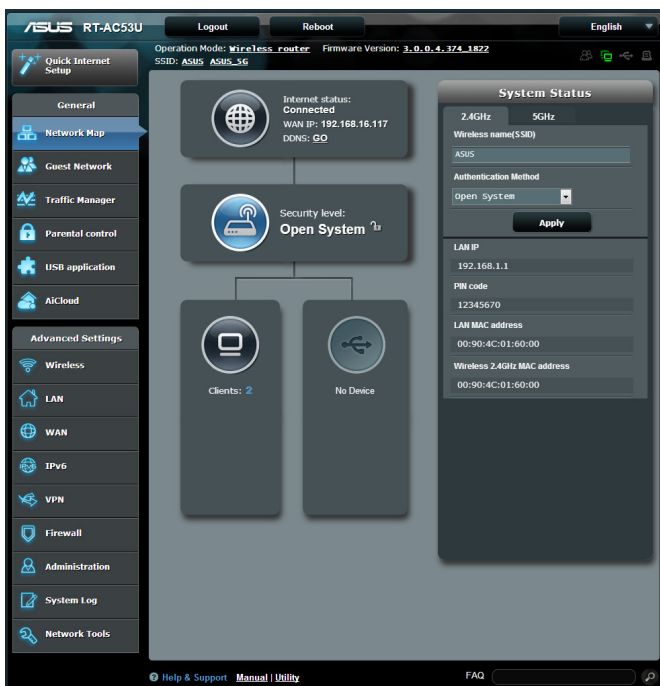 ASUS RT-AC53U Logout Reboot English
Operation Mode: Wireless router Firmware Version: 3.0.0.4.374_1822
SSID: ASUS ASUS_5G
Quick Internet
Setup
General
Network Map
Guest Network
Traffic Manager
Parental control
USB application
AiCloud
Advanced Settings
Wireless
LAN
WAN
IPv6
IPv6
VPN
Firewall
Administration
System Log
Network Tools
Internet status:
Connected
WAN IP: 192.168.16.117
DDNS: GO
Security level:
Open System
Clients: 2
No Device
System Status
2.4GHz 5GHz
Wireless name(SSID)
ASUS
Authentication Method
Open System
Apply
LAN IP
192.168.1.1
PIN code
12345670
LAN MAC address
00:90:4C:01:60:00
Wireless 2.4GHz MAC address
00:90:4C:01:60:00
? Help & Support Manual | Utility FAQ